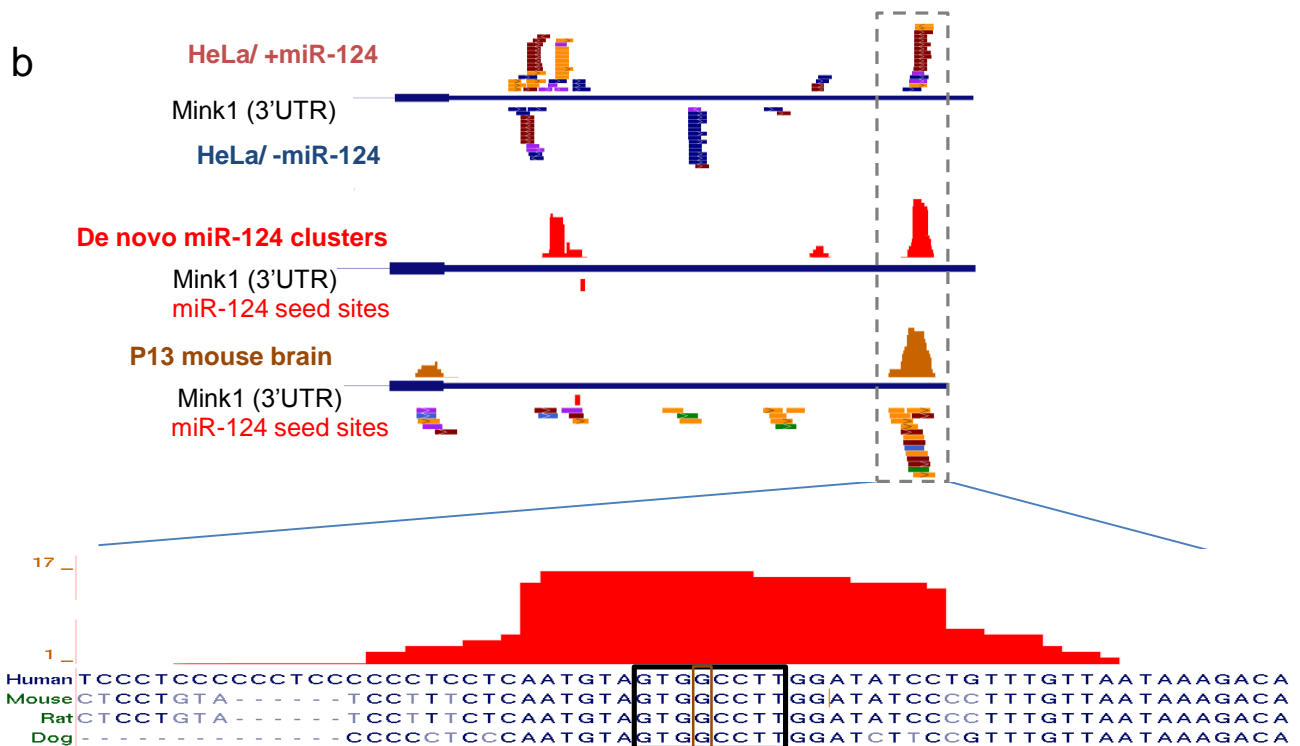 b
HeLa/ +miR-124
Mink1 (3'UTR)
HeLa/ -miR-124
De novo miR-124 clusters
Mink1 (3'UTR)
miR-124 seed sites
P13 mouse brain
Mink1 (3'UTR)
miR-124 seed sites
17 _
1 _
Human TCCCTCCCCCCTCCCCCCTCCTCAATGTAGTGGCCTTGGATATCCTGTTTGTTAATAAAGACA
Mouse CTCCTGTA------TCCTTTCTCAATGTAGTGGCCTTGGATATCCCCTTTGTTAATAAAGACA
Rat CTCCTGTA------TCCTTTCTCAATGTAGTGGCCTTGGATATCCCCTTTGTTAATAAAGACA
Dog --------------CCCCCTCCCAATGTAGTGGCCTTGGATCTTCCGTTTGTTAATAAAGACA